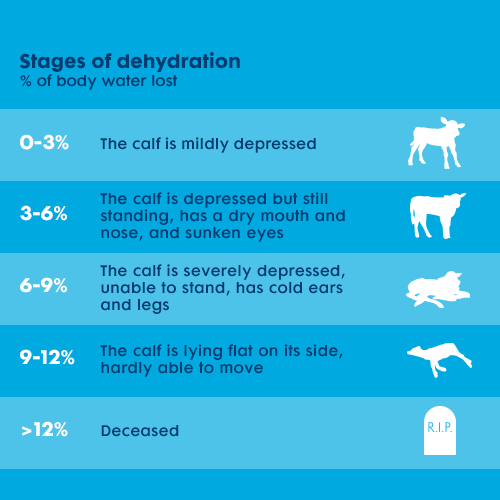 Stages of dehydration
% of body water lost
0-3%
The calf is mildly depressed
3-6%
The calf is depressed but still
standing, has a dry mouth and
nose, and sunken eyes
6-9%
The calf is severely depressed,
unable to stand, has cold ears
and legs
9-12%
The calf is lying flat on its side,
hardly able to move
>12%
Deceased
R.I.P.